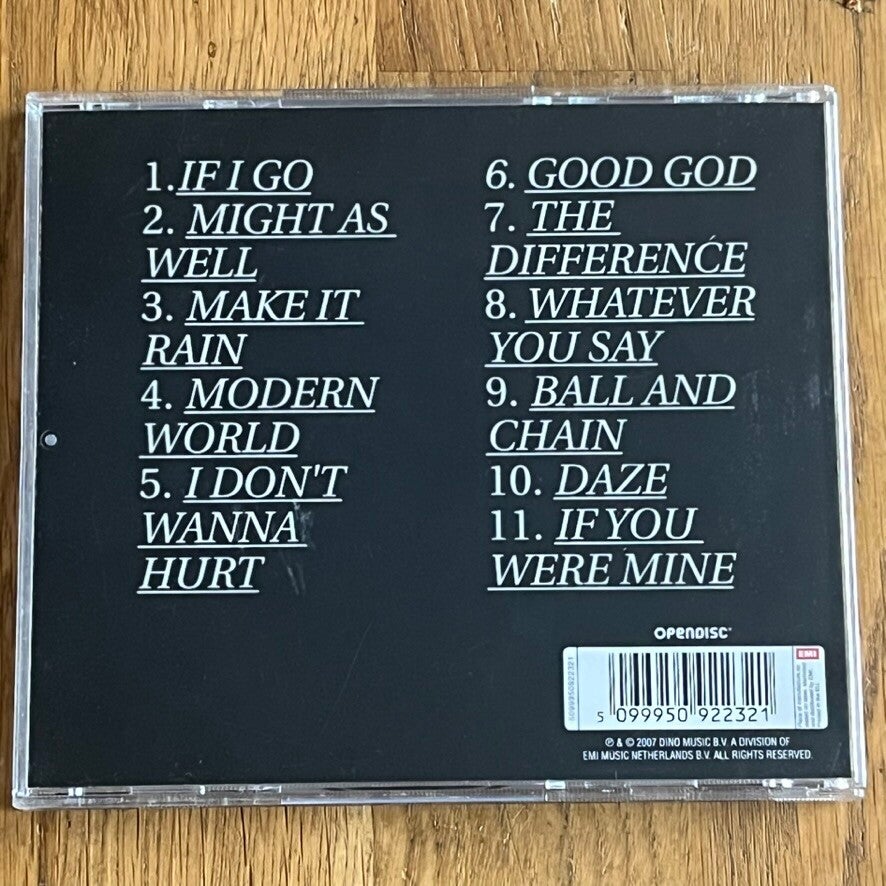 1.IF I GO
2. MIGHT AS
WELL
3. MAKE IT
RAIN
4. MODERN
WORLD
5. I DON'T
WANNA
HURT
6. GOOD GOD
7. THE
DIFFERENCE
8. WHATEVER
YOU SAY
9. BALL AND
CHAIN
10. DAZE
11. IF YOU
WERE MINE
OPENDISC
5099950922321
EMI
5 099950 922321
℗ & © 2007 DINO MUSIC B.V. A DIVISION OF
EMI MUSIC NETHERLANDS B.V. ALL RIGHTS RESERVED.